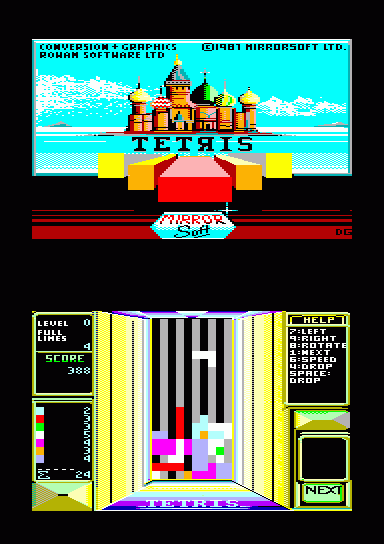 CONVERSION + GRAPHICS ©1987 MIRRORSOFT LTD.
ROWAN SOFTWARE LTD
TETRIS
MIRROR
Soft
DG
LEVEL 0
FULL
LINES
4
SCORE
388
Σ 24
HELP
7:LEFT
9:RIGHT
8:ROTATE
1:NEXT
6:SPEED
4:DROP
SPACE:
DROP
NEXT
TETRIS